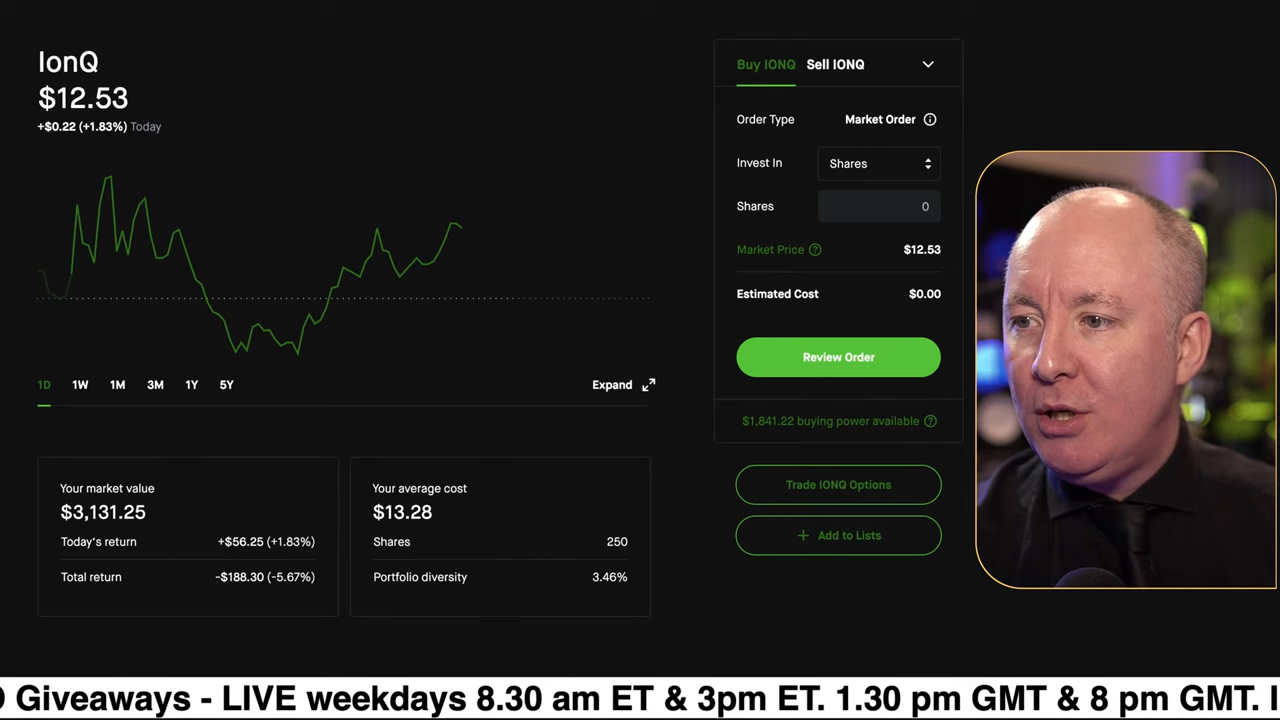 IonQ
$12.53
+$0.22 (+1.83%) Today
1D 1W 1M 3M 1Y 5Y
Expand
Your market value
$3,131.25
Today's return +$56.25 (+1.83%)
Total return -$188.30 (-5.67%)
Your average cost
$13.28
Shares 250
Portfolio diversity 3.46%
Buy IONQ Sell IONQ
Order Type Market Order
Invest In Shares
Shares 0
Market Price $12.53
Estimated Cost $0.00
Review Order
$1,841.22 buying power available
Trade IONQ Options
+ Add to Lists
Giveaways - LIVE weekdays 8.30 am ET & 3pm ET. 1.30 pm GMT & 8 pm GMT.